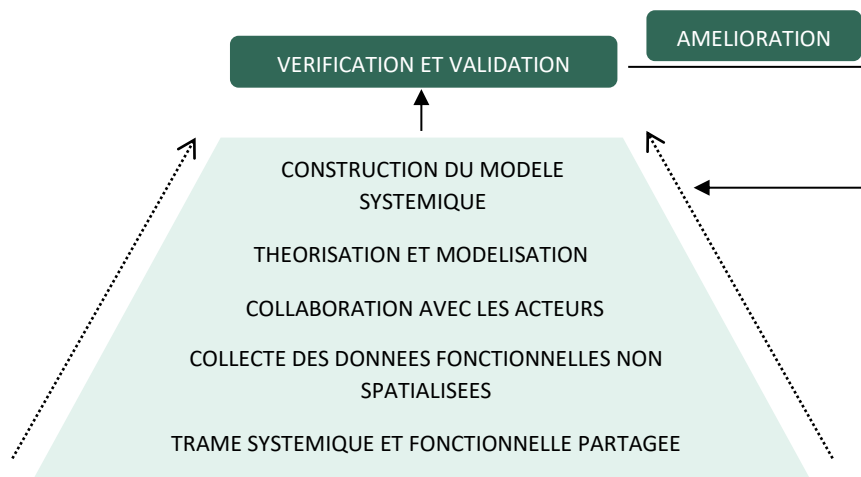 AMELIORATION
VERIFICATION ET VALIDATION
CONSTRUCTION DU MODELE
SYSTEMIQUE
THEORISATION ET MODELISATION
COLLABORATION AVEC LES ACTEURS
COLLECTE DES DONNEES FONCTIONNELLES NON
SPATIALISEES
TRAME SYSTEMIQUE ET FONCTIONNELLE PARTAGEE